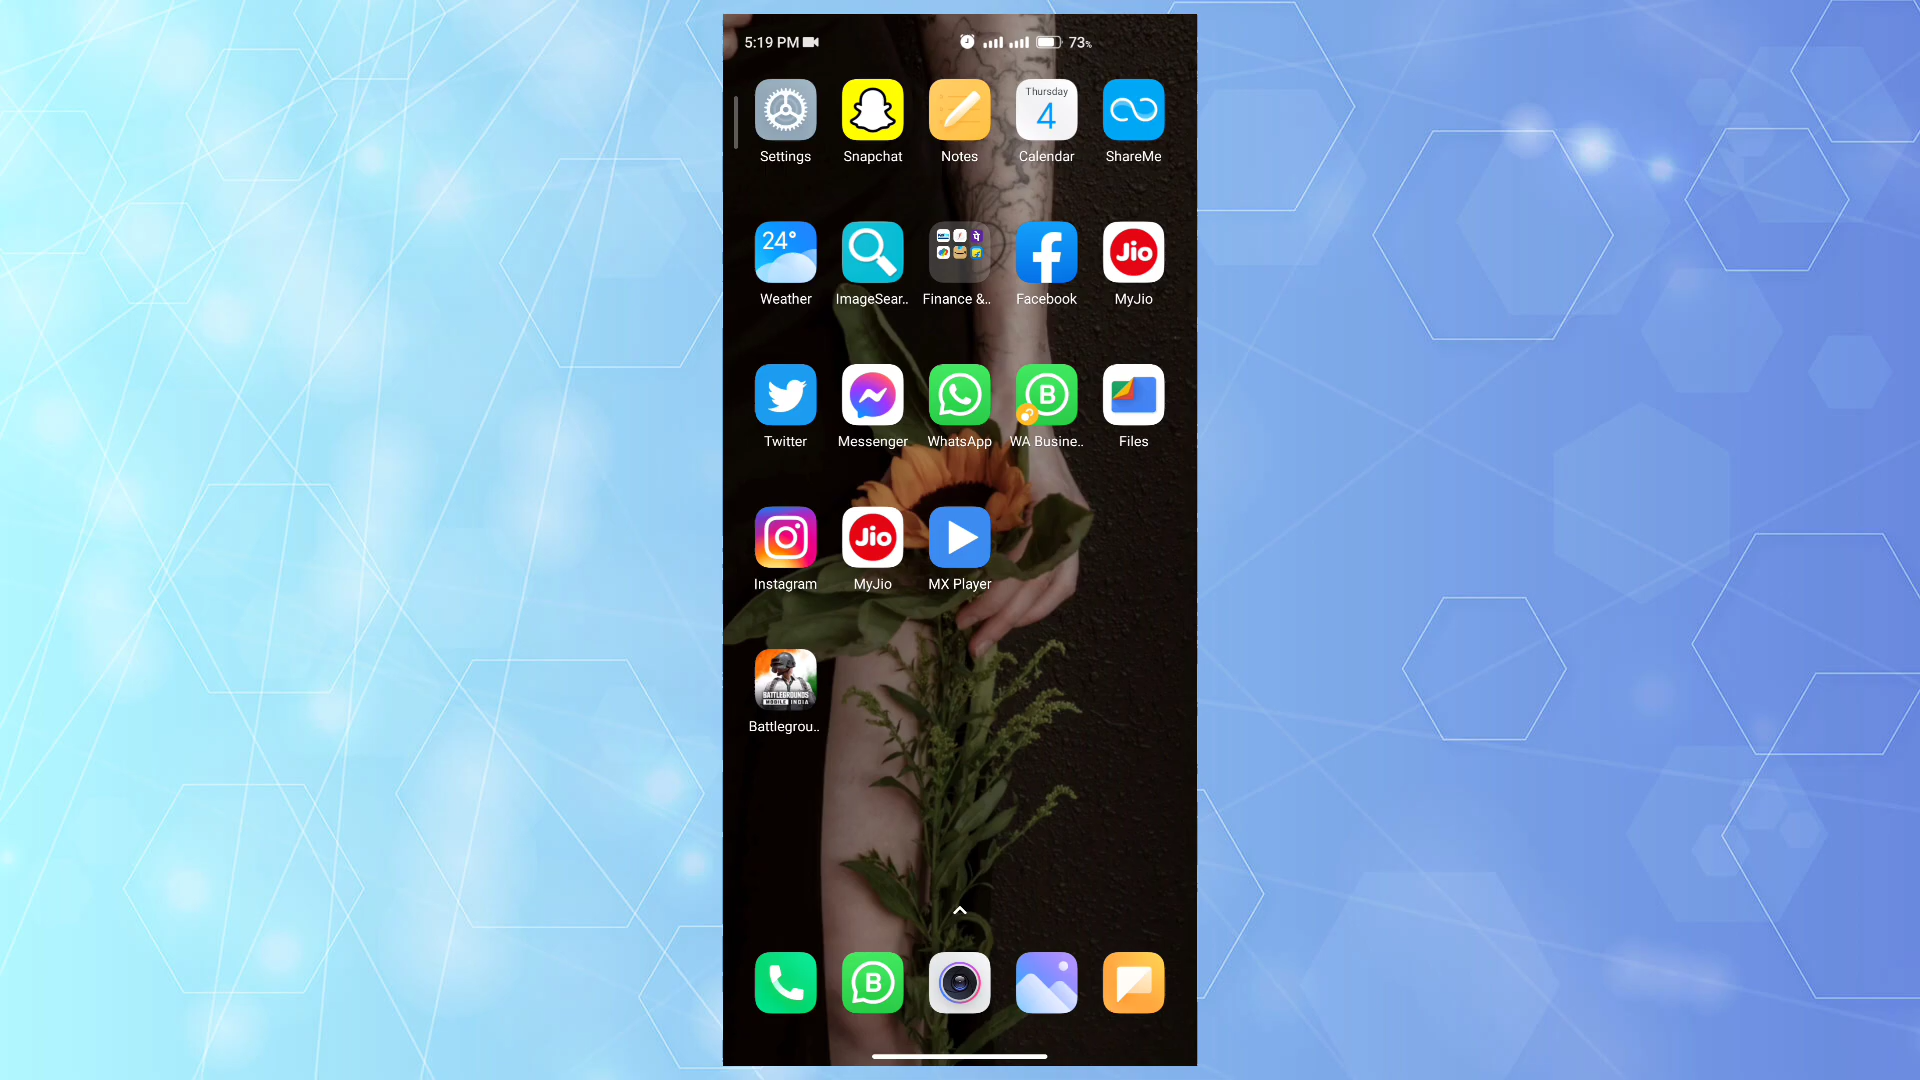 5:19 PM
73%
Thursday
4
Settings
Snapchat
Notes
Calendar
ShareMe
24°
पे
Jio
Weather
ImageSear..
Finance &..
Facebook
MyJio
B
Twitter
Messenger
WhatsApp
WA Busine..
Files
Jio
Instagram
MyJio
MX Player
BATTLEGROUNDS
MOBILE INDIA
Battlegrou..
B